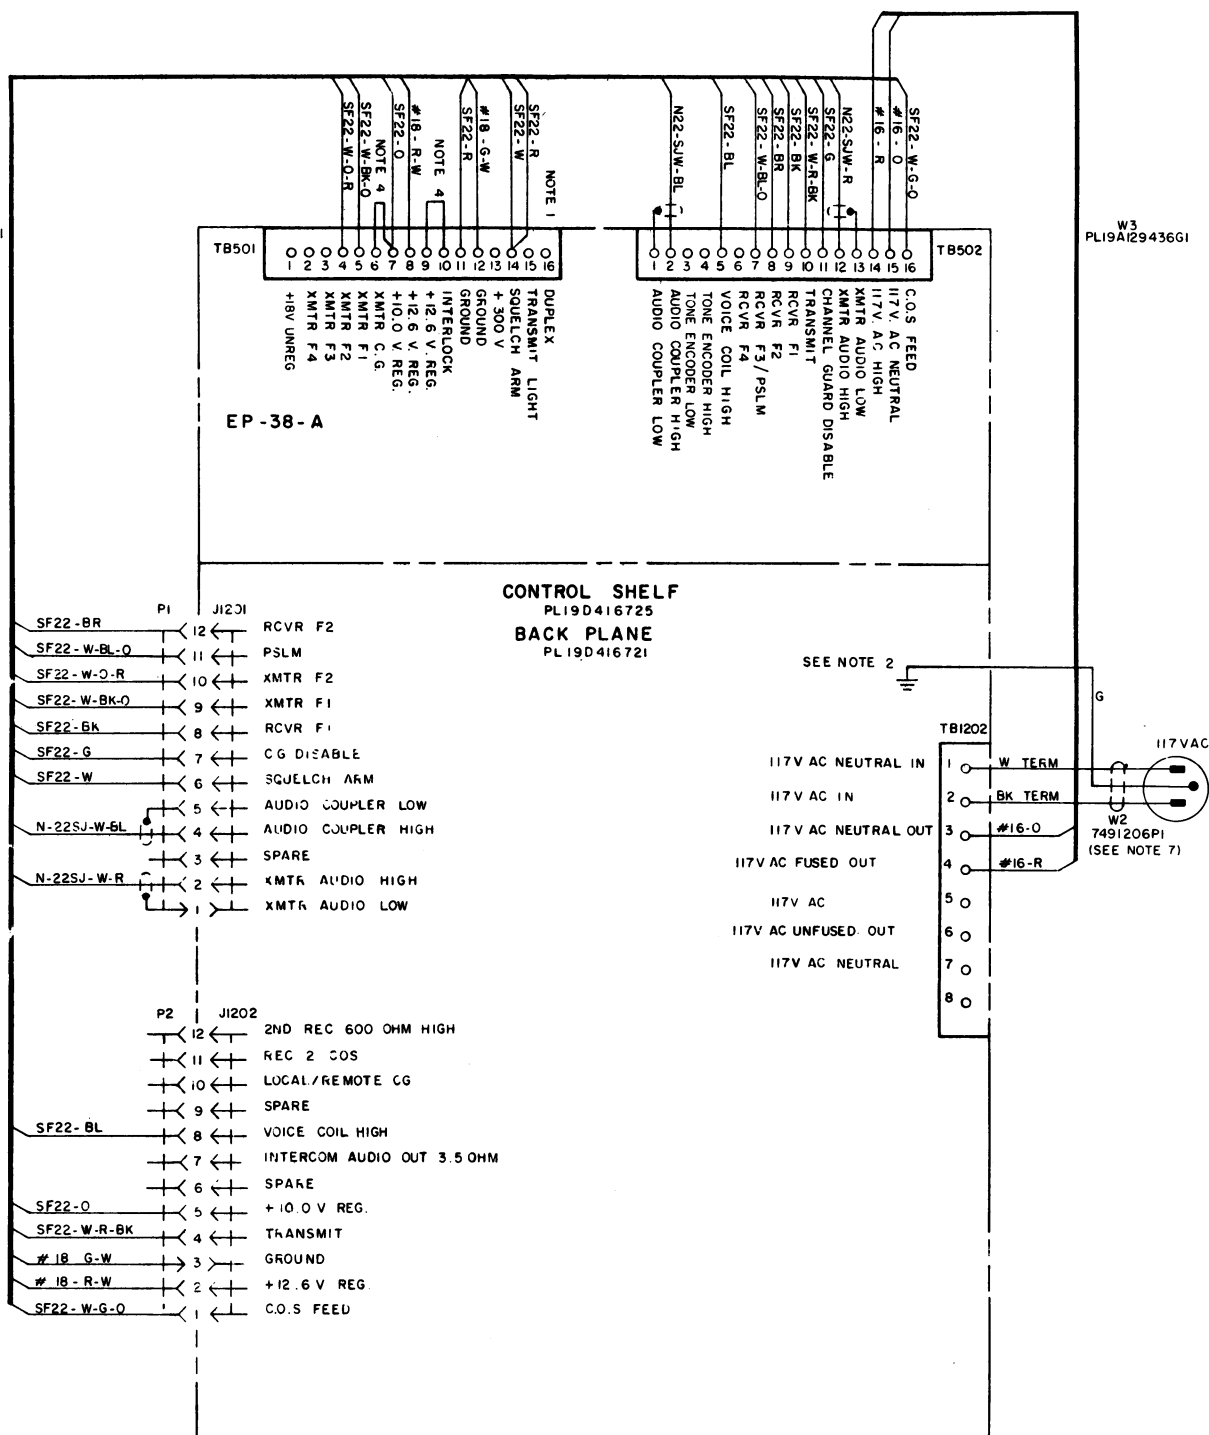 W3
PL19A129436G1
SF22-W-O-R
SF22-W-BK-O
SF22-O
#18-R-W
NOTE 4
NOTE 4
SF22-R
#18-G-W
SF22-W
SF22-R
NOTE 1
N22-SJW-BL
SF22-BL
SF22-W-BL-O
SF22-BR
SF22-BK
SF22-W-R-BK
SF22-G
N22-SJW-R
#16-R
#16-O
SF22-W-G-O
TB501
1 2 3 4 5 6 7 8 9 10 11 12 13 14 15 16
TB502
1 2 3 4 5 6 7 8 9 10 11 12 13 14 15 16
+18V UNREG
XMTR F4
XMTR F3
XMTR F2
XMTR F1
XMTR C.G.
+10.0 V. REG.
+12.6 V. REG.
+12.6 V. REG.
INTERLOCK
GROUND
GROUND
+300 V
SQUELCH ARM
TRANSMIT LIGHT
DUPLEX
AUDIO COUPLER LOW
AUDIO COUPLER HIGH
TONE ENCODER LOW
TONE ENCODER HIGH
VOICE COIL HIGH
RCVR F4
RCVR F3/PSLM
RCVR F2
RCVR F1
TRANSMIT
CHANNEL GUARD DISABLE
XMTR AUDIO HIGH
XMTR AUDIO LOW
117V. AC HIGH
117V. AC NEUTRAL
C.O.S FEED
EP-38-A
CONTROL SHELF
PL19D416725
BACK PLANE
PL19D416721
P1 J1201
SF22-BR 12 RCVR F2
SF22-W-BL-O 11 PSLM
SF22-W-O-R 10 XMTR F2
SF22-W-BK-O 9 XMTR F1
SF22-BK 8 RCVR F1
SF22-G 7 CG DISABLE
SF22-W 6 SQUELCH ARM
5 AUDIO COUPLER LOW
N-22SJ-W-BL 4 AUDIO COUPLER HIGH
3 SPARE
N-22SJ-W-R 2 XMTR AUDIO HIGH
1 XMTR AUDIO LOW
SEE NOTE 2
G
TB1202
117VAC
117V AC NEUTRAL IN 1 W TERM
117V AC IN 2 BK TERM
117V AC NEUTRAL OUT 3 #16-O
W2
7491206P1
(SEE NOTE 7)
117V AC FUSED OUT 4 #16-R
117V AC 5
117V AC UNFUSED OUT 6
117V AC NEUTRAL 7
8
P2 J1202
12 2ND REC 600 OHM HIGH
11 REC 2 COS
10 LOCAL/REMOTE CG
9 SPARE
SF22-BL 8 VOICE COIL HIGH
7 INTERCOM AUDIO OUT 3.5 OHM
6 SPARE
SF22-O 5 +10.0 V REG.
SF22-W-R-BK 4 TRANSMIT
#18 G-W 3 GROUND
#18-R-W 2 +12.6 V REG.
SF22-W-G-O 1 C.O.S FEED